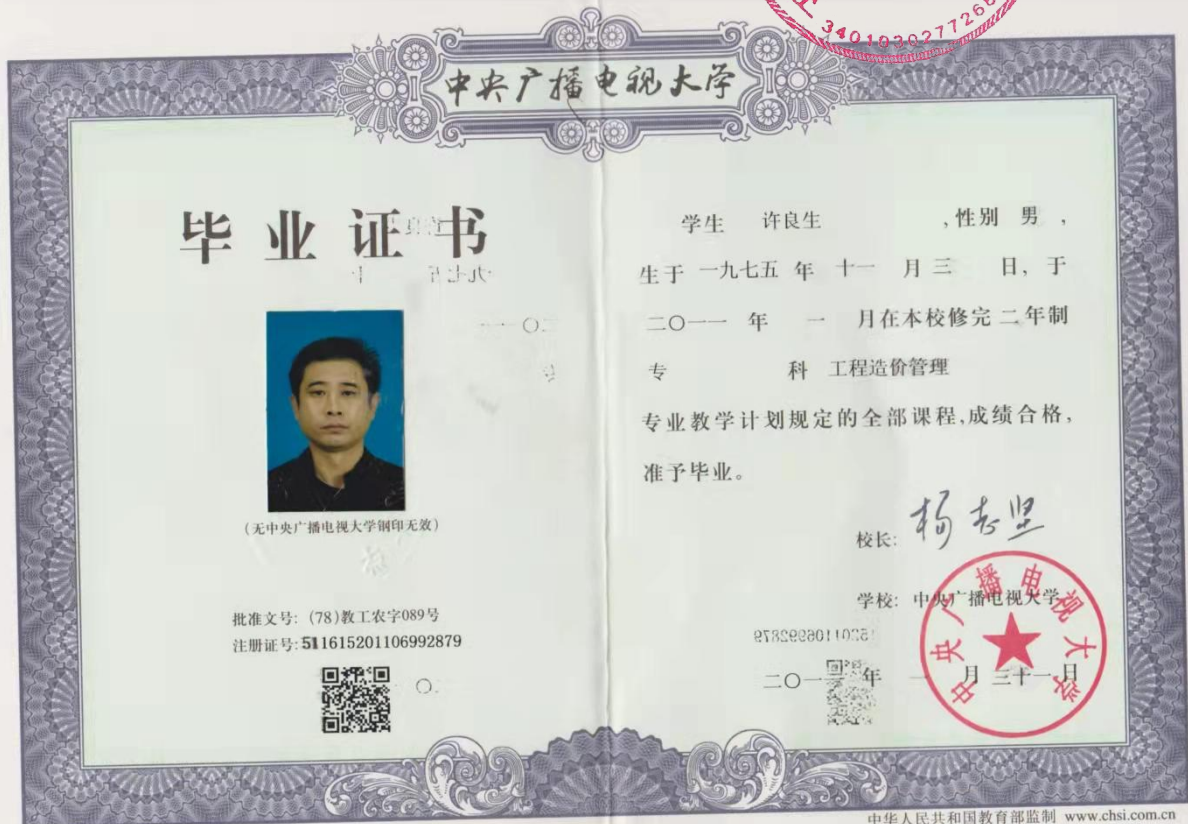 3401030277266
中央广播电视大学
毕业证书
(无中央广播电视大学钢印无效)
批准文号: (78)教工农字089号
注册证号: 511615201106992879
学生 许良生 ,性别 男 ,
生于 一九七五 年 十一 月 三 日, 于
二〇一一 年 一 月在本校修完 二 年制
专 科 工程造价管理
专业教学计划规定的全部课程,成绩合格,
准予毕业。
校长: 杨志坚
学校: 中央广播电视大学
二〇一一年 一 月 三十一 日
中央广播电视大学
中华人民共和国教育部监制 www.chsi.com.cn